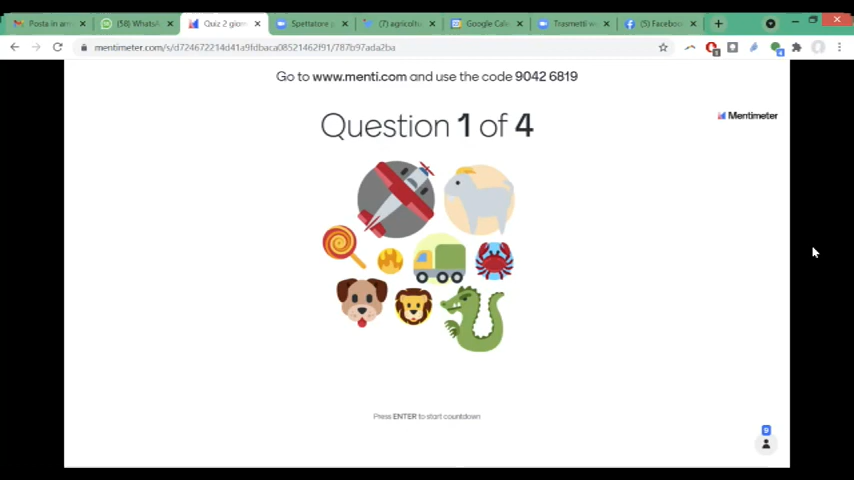 Posta in arr
(58) WhatsA
Quiz 2 giorn
Spettatore
(7) agricoltu
Google Cale
Trasmetti w
(5) Facebo
mentimeter.com/s/d724672214d41a9fdbaca08521462f91/787b97ada2ba
Go to www.menti.com and use the code 9042 6819
Mentimeter
Question 1 of 4
Press ENTER to start countdown
9